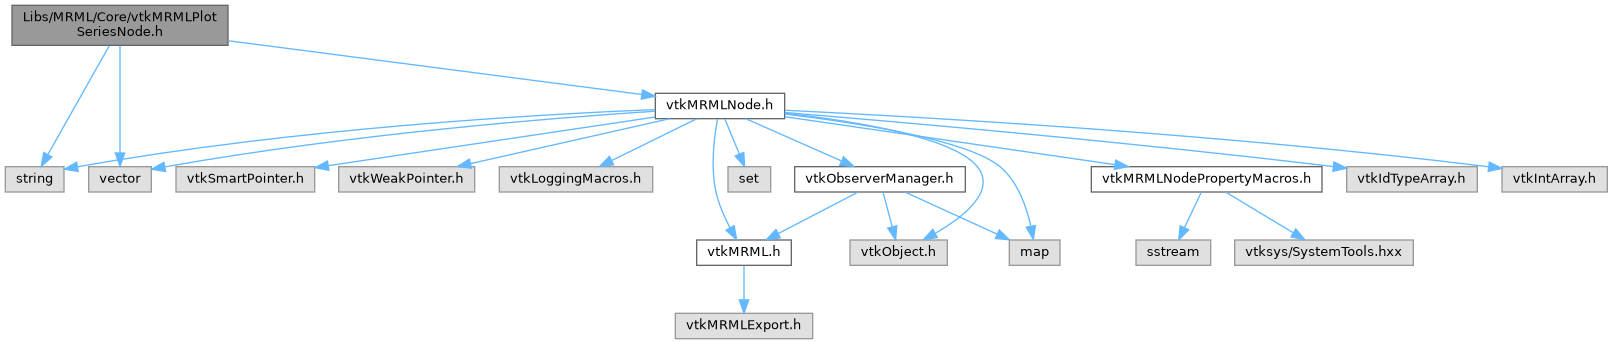 Libs/MRML/Core/vtkMRMLPlot
SeriesNode.h
vtkMRMLNode.h
string
vector
vtkSmartPointer.h
vtkWeakPointer.h
vtkLoggingMacros.h
set
vtkObserverManager.h
vtkMRMLNodePropertyMacros.h
vtkIdTypeArray.h
vtkIntArray.h
vtkMRML.h
vtkObject.h
map
sstream
vtksys/SystemTools.hxx
vtkMRMLExport.h